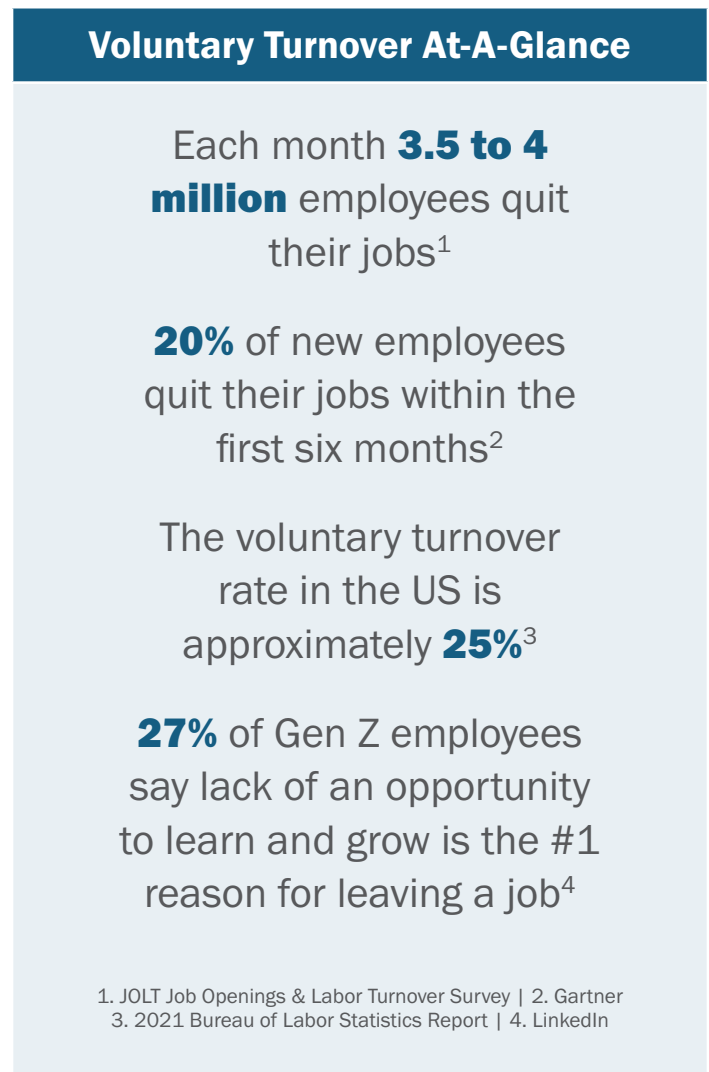 Voluntary Turnover At-A-Glance
Each month 3.5 to 4
million employees quit
their jobs¹
20% of new employees
quit their jobs within the
first six months²
The voluntary turnover
rate in the US is
approximately 25%³
27% of Gen Z employees
say lack of an opportunity
to learn and grow is the #1
reason for leaving a job⁴
1. JOLT Job Openings & Labor Turnover Survey | 2. Gartner
3. 2021 Bureau of Labor Statistics Report | 4. LinkedIn